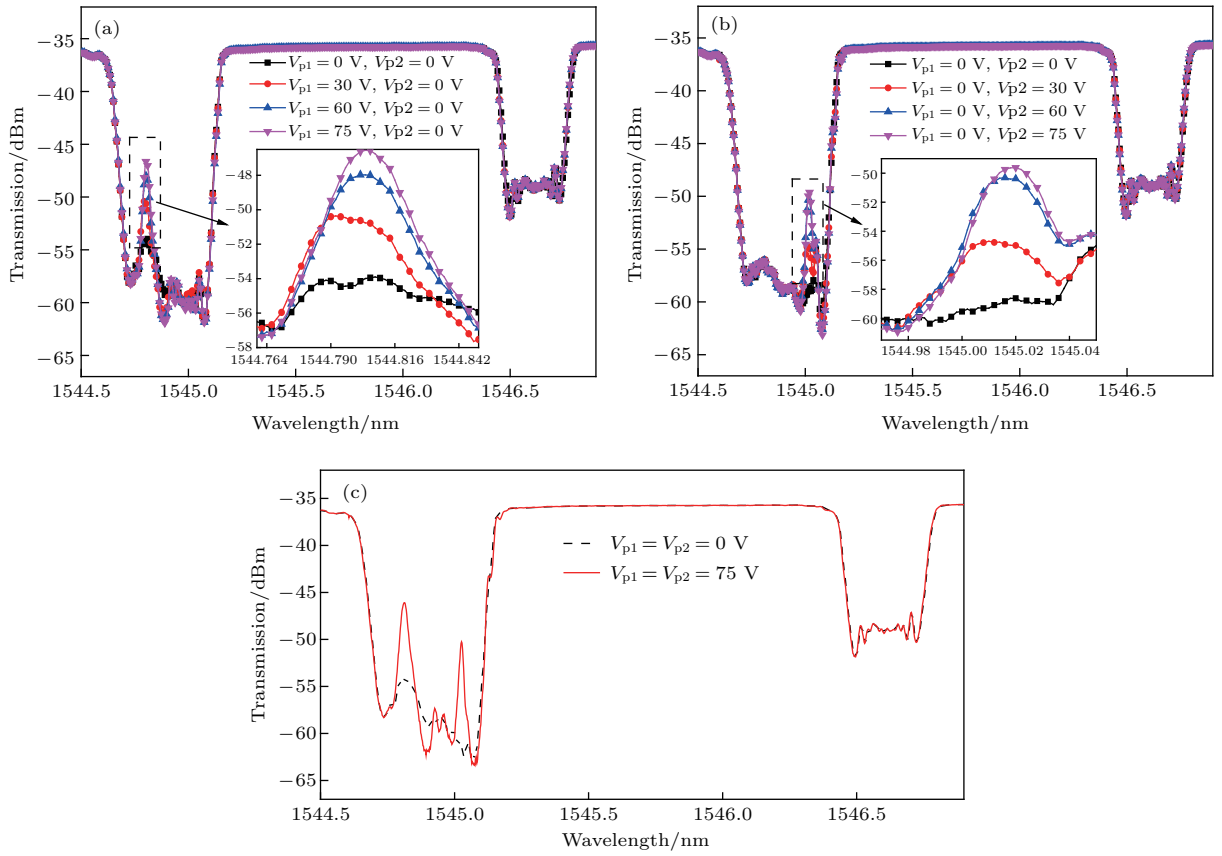 (a)
−35
−40
−45
−50
−55
−60
−65
Transmission/dBm
Vp1 = 0 V, Vp2 = 0 V
Vp1 = 30 V, Vp2 = 0 V
Vp1 = 60 V, Vp2 = 0 V
Vp1 = 75 V, Vp2 = 0 V
−48
−50
−52
−54
−56
−58
1544.764 1544.790 1544.816 1544.842
1544.5 1545.0 1545.5 1546.0 1546.5
Wavelength/nm
(b)
−35
−40
−45
−50
−55
−60
−65
Transmission/dBm
Vp1 = 0 V, Vp2 = 0 V
Vp1 = 0 V, Vp2 = 30 V
Vp1 = 0 V, Vp2 = 60 V
Vp1 = 0 V, Vp2 = 75 V
−50
−52
−54
−56
−58
−60
1544.98 1545.00 1545.02 1545.04
1544.5 1545.0 1545.5 1546.0 1546.5
Wavelength/nm
(c)
−35
−40
−45
−50
−55
−60
−65
Transmission/dBm
Vp1 = Vp2 = 0 V
Vp1 = Vp2 = 75 V
1544.5 1545.0 1545.5 1546.0 1546.5
Wavelength/nm